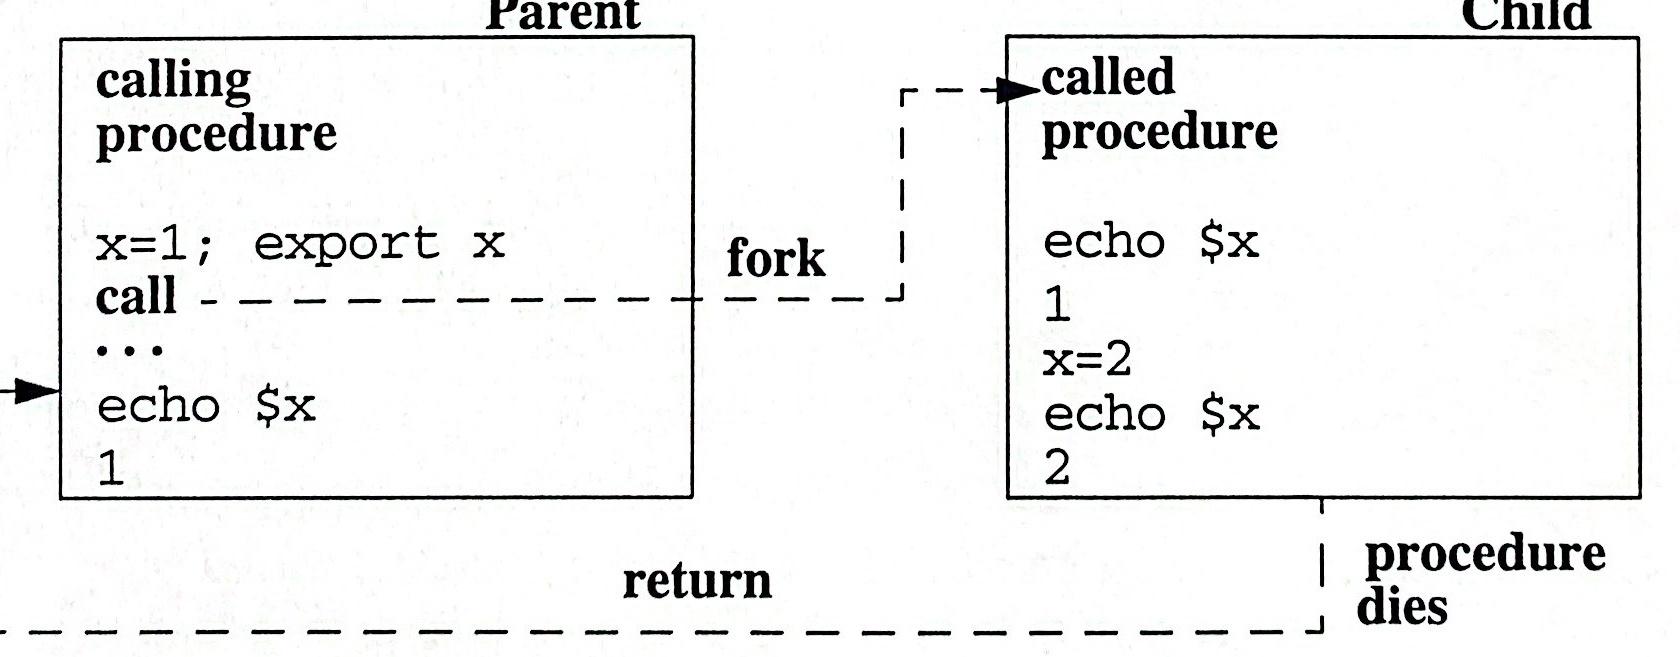 Parent
calling
procedure
x=1; export x
call
...
echo $x
1
fork
Child
called
procedure
echo $x
1
x=2
echo $x
2
return
procedure
dies